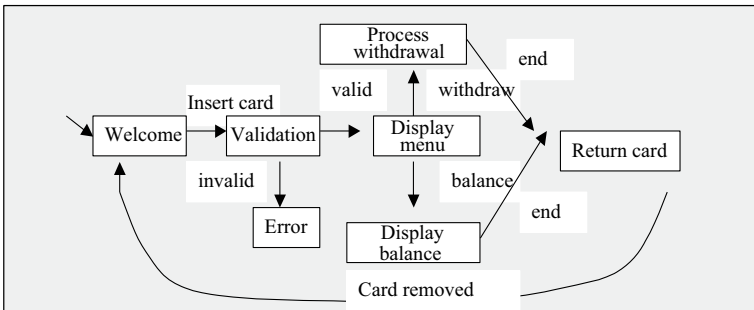 Process
withdrawal
end
Insert card
valid
withdraw
Welcome
Validation
Display
menu
Return card
invalid
balance
Error
Display
balance
end
Card removed